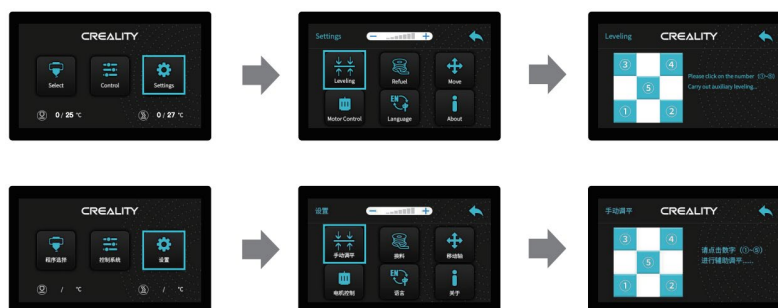 CREALITY
Select
Control
Settings
0 / 25 ℃
0 / 27 ℃
Settings
Leveling
Refuel
Move
Motor Control
EN
Language
About
Leveling
CREALITY
③
④
⑤
①
②
Please click on the number（①~⑤）
Carry out auxiliary leveling...
CREALITY
程序选择
控制系统
设置
/ ℃
/ ℃
设置
手动调平
换料
移动轴
电机控制
EN
语言
关于
手动调平
CREALITY
③
④
⑤
①
②
请点击数字（①~⑤）
进行辅助调平......